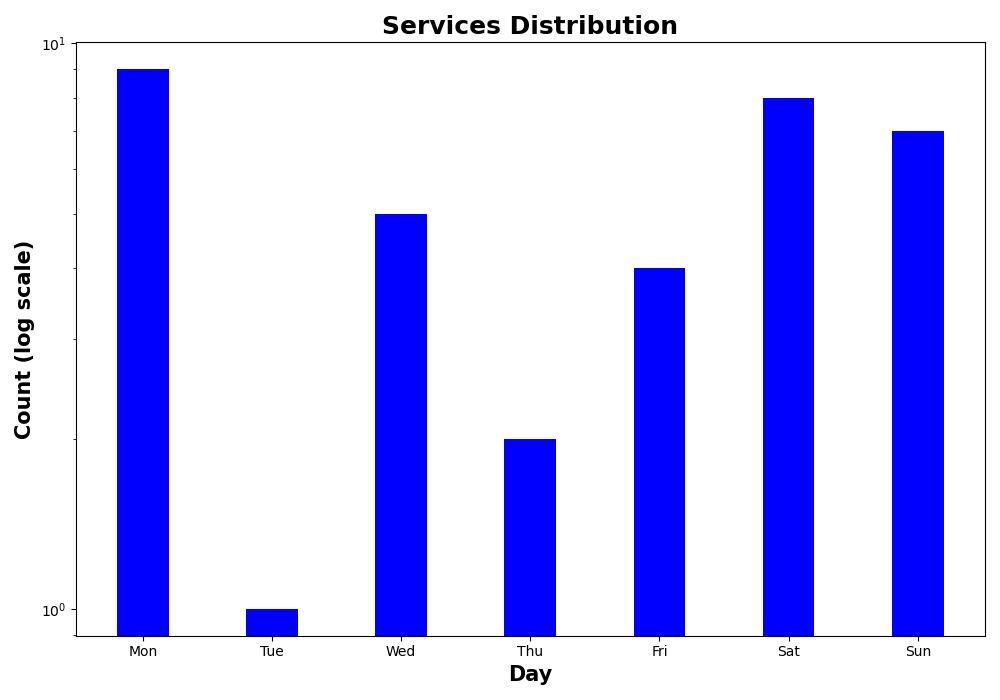 Services Distribution
10¹
10⁰
Count (log scale)
Mon Tue Wed Thu Fri Sat Sun
Day